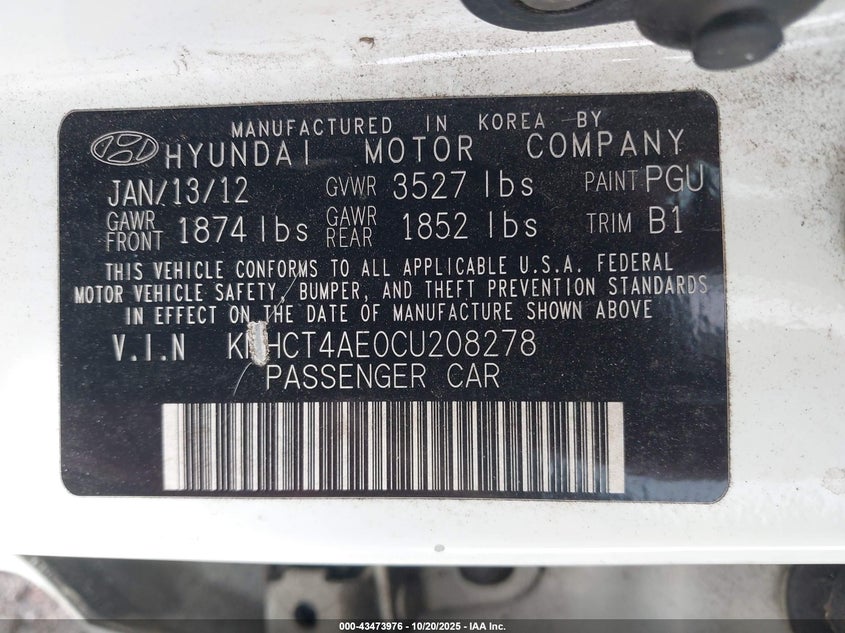 MANUFACTURED IN KOREA BY
HYUNDAI MOTOR COMPANY
JAN/13/12 GVWR 3527 lbs PAINT PGU
GAWR FRONT 1874 lbs GAWR REAR 1852 lbs TRIM B1
THIS VEHICLE CONFORMS TO ALL APPLICABLE U.S.A. FEDERAL
MOTOR VEHICLE SAFETY, BUMPER, AND THEFT PREVENTION STANDARDS
IN EFFECT ON THE DATE OF MANUFACTURE SHOWN ABOVE
V.I.N
PASSENGER CAR
000-43473976 | 10/20/2025 - IAA Inc.